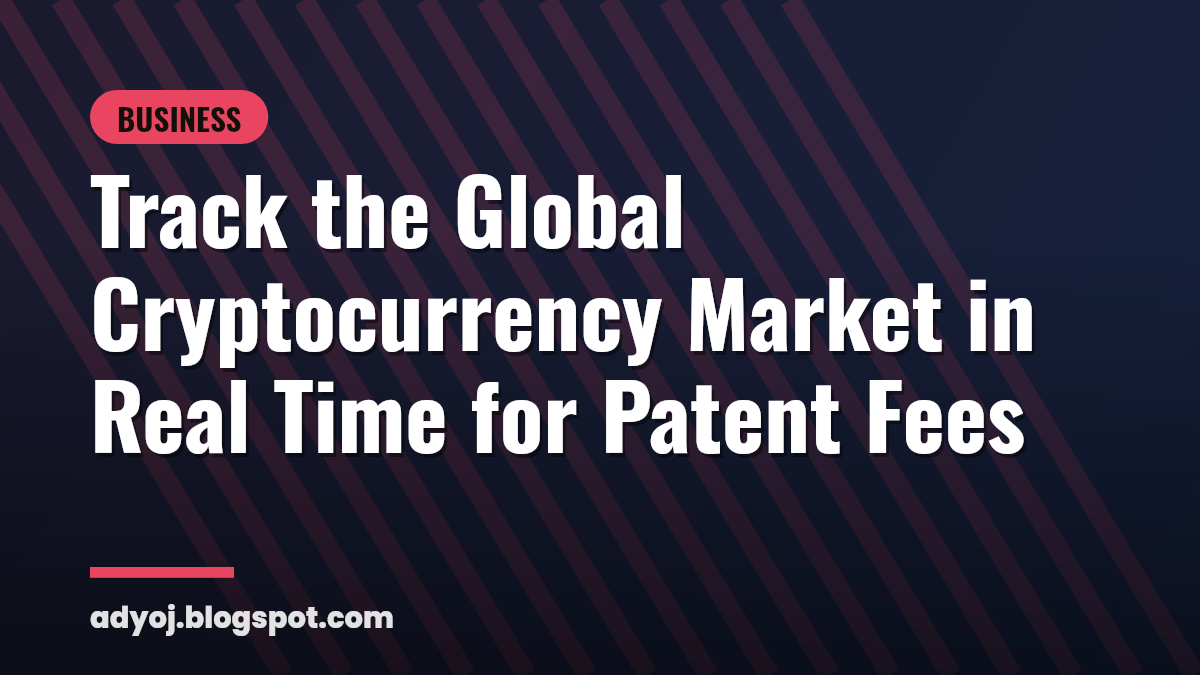 BUSINESS
Track the Global
Cryptocurrency Market in
Real Time for Patent Fees
adyoj.blogspot.com